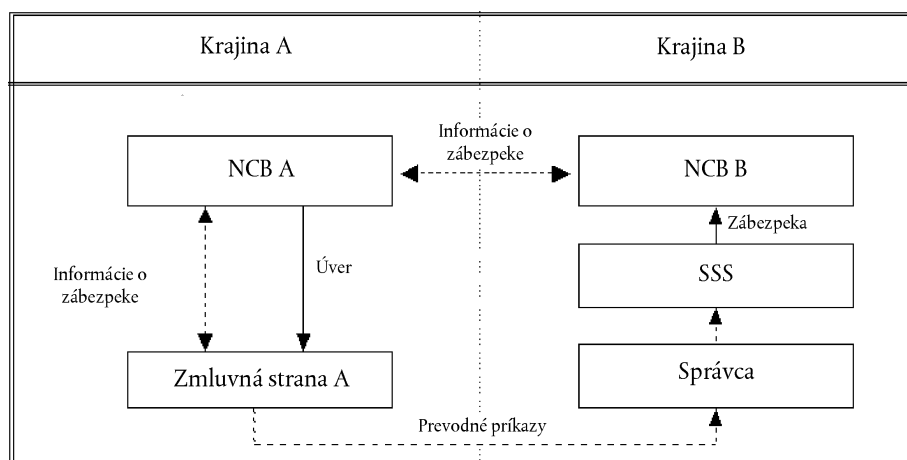 Krajina A
Krajina B
Informácie o
zábezpeke
NCB A
NCB B
Zábezpeka
Informácie o
zábezpeke
Úver
SSS
Zmluvná strana A
Správca
Prevodné príkazy